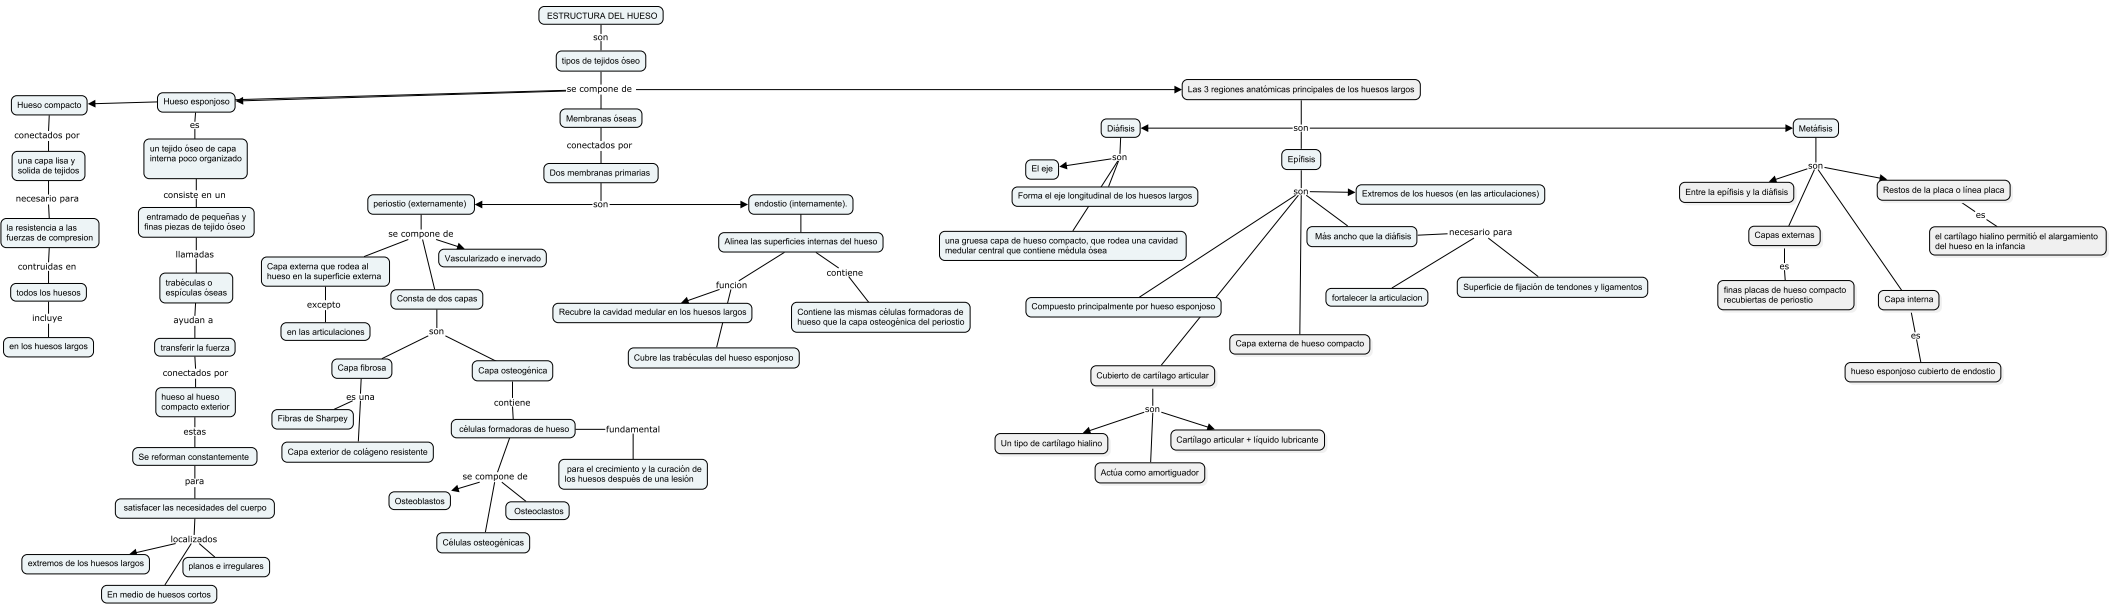 ESTRUCTURA DEL HUESO
son
tipos de tejidos óseo
se compone de
Hueso compacto
conectados por
una capa lisa y
solida de tejidos
necesario para
la resistencia a las
fuerzas de compresion
contruidas en
todos los huesos
incluye
en los huesos largos
Hueso esponjoso
es
un tejido óseo de capa
interna poco organizado
consiste en un
entramado de pequeñas y
finas piezas de tejido óseo
llamadas
trabéculas o
espículas óseas
ayudan a
transferir la fuerza
conectados por
hueso al hueso
compacto exterior
estas
Se reforman constantemente
para
satisfacer las necesidades del cuerpo
localizados
extremos de los huesos largos
planos e irregulares
En medio de huesos cortos
Membranas óseas
conectados por
Dos membranas primarias
son
periostio (externamente)
se compone de
Capa externa que rodea al
hueso en la superficie externa
excepto
en las articulaciones
Vascularizado e inervado
Consta de dos capas
son
Capa fibrosa
es una
Fibras de Sharpey
Capa exterior de colágeno resistente
Capa osteogénica
contiene
células formadoras de hueso
fundamental
para el crecimiento y la curación de
los huesos después de una lesión
se compone de
Osteoblastos
Osteoclastos
Células osteogénicas
endostio (internamente).
Alinea las superficies internas del hueso
funcion
Recubre la cavidad medular en los huesos largos
Cubre las trabéculas del hueso esponjoso
contiene
Contiene las mismas células formadoras de
hueso que la capa osteogénica del periostio
Las 3 regiones anatómicas principales de los huesos largos
son
Diáfisis
son
El eje
Forma el eje longitudinal de los huesos largos
una gruesa capa de hueso compacto, que rodea una cavidad
medular central que contiene médula ósea
Epífisis
son
Extremos de los huesos (en las articulaciones)
Más ancho que la diáfisis
necesario para
fortalecer la articulacion
Superficie de fijación de tendones y ligamentos
Compuesto principalmente por hueso esponjoso
Capa externa de hueso compacto
Cubierto de cartílago articular
son
Un tipo de cartílago hialino
Actúa como amortiguador
Cartílago articular + líquido lubricante
Metáfisis
son
Entre la epífisis y la diáfisis
Capas externas
es
finas placas de hueso compacto
recubiertas de periostio
Capa interna
es
hueso esponjoso cubierto de endostio
Restos de la placa o línea placa
es
el cartílago hialino permitió el alargamiento
del hueso en la infancia